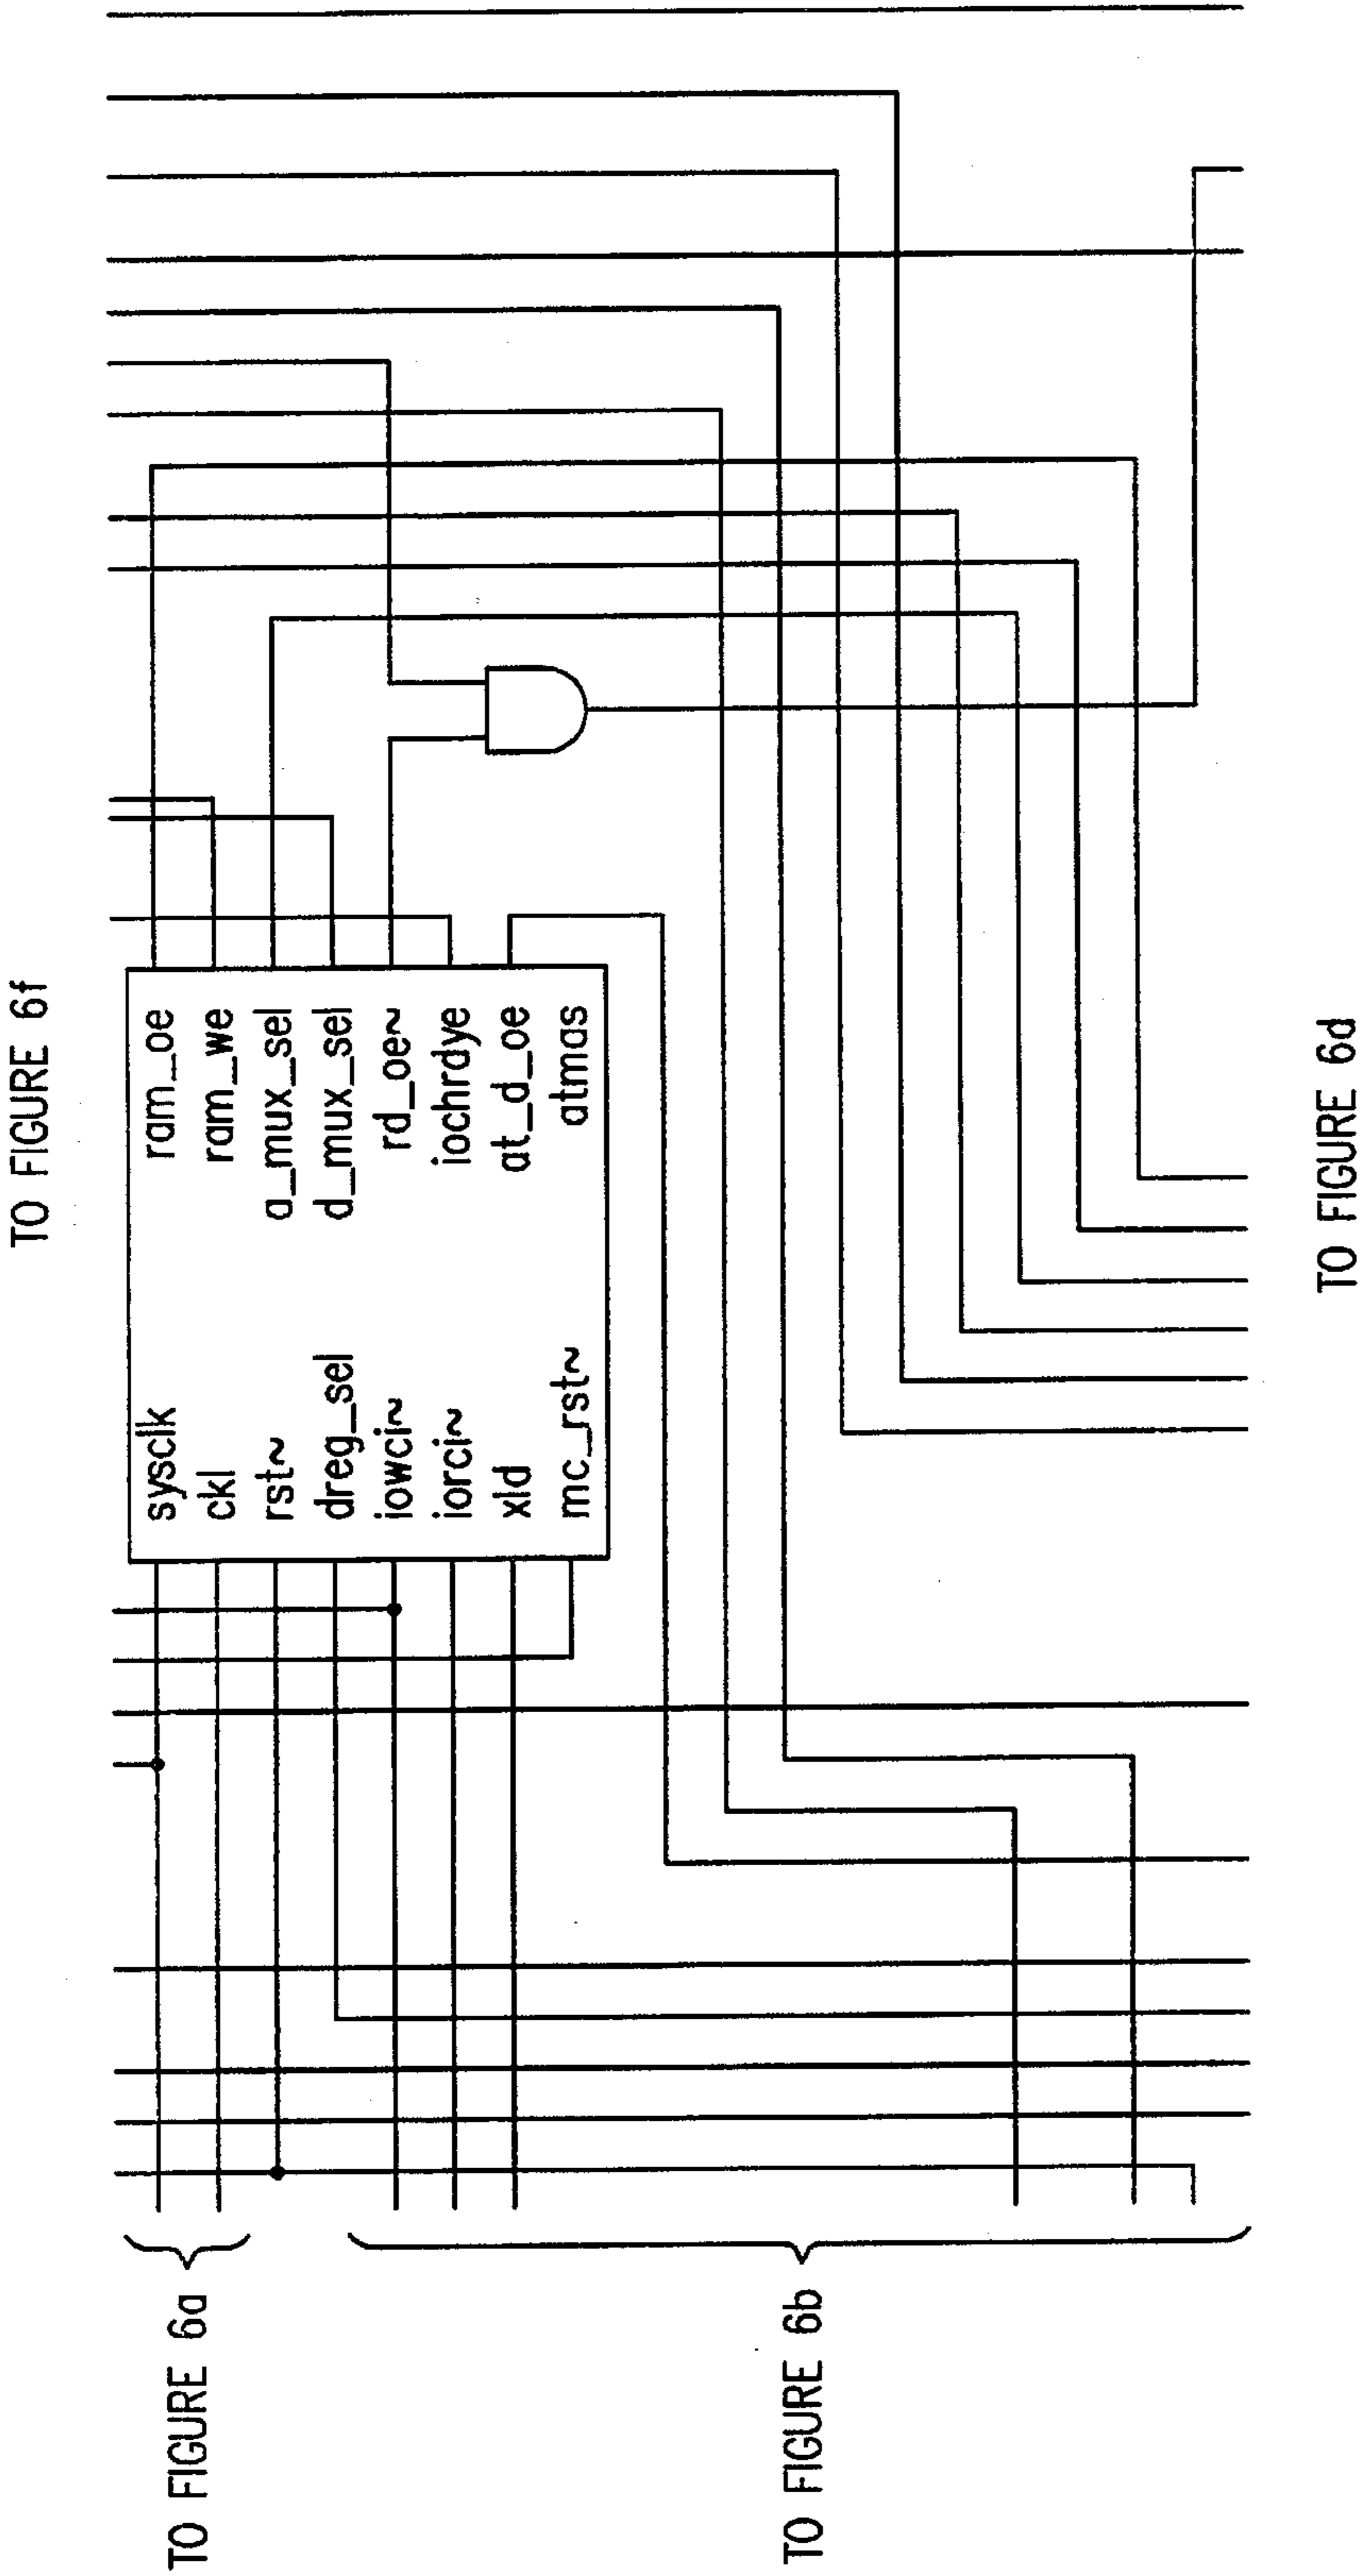 TO FIGURE 6f
sysclk
ckl
rst~
dreg_sel
iowci~
iorci~
xld
mc_rst~
ram_oe
ram_we
a_mux_sel
d_mux_sel
rd_oe~
iochrdye
at_d_oe
atmas
TO FIGURE 6a
TO FIGURE 6b
TO FIGURE 6d